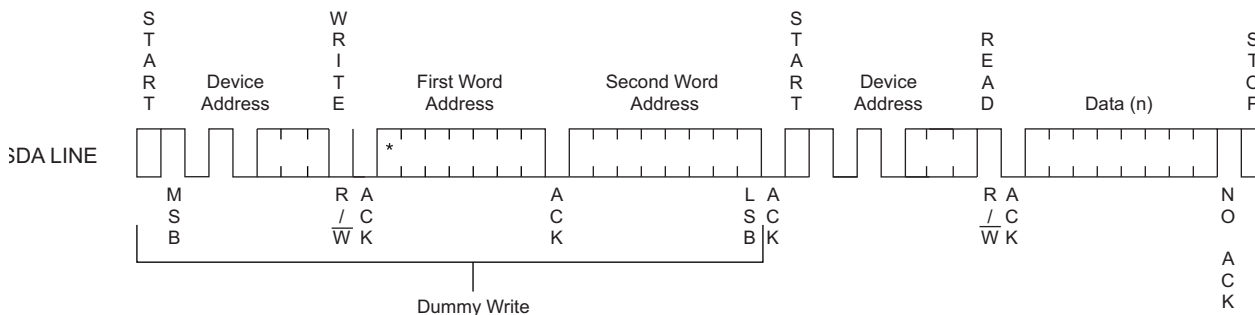 START
WRITE
START
READ
Device
Address
First Word
Address
Second Word
Address
Device
Address
Data (n)
SDA LINE
*
MSB
R/W
ACK
ACK
LSB
ACK
R/W
ACK
NO ACK
Dummy Write